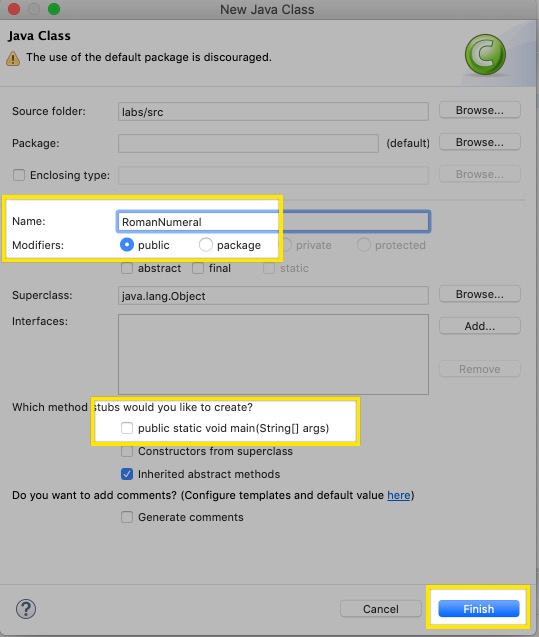 New Java Class
Java Class
The use of the default package is discouraged.
Source folder: labs/src Browse...
Package: (default) Browse...
Enclosing type: Browse...
Name: RomanNumeral
Modifiers: public package private protected
abstract final static
Superclass: java.lang.Object Browse...
Interfaces: Add...
Remove
Which method stubs would you like to create?
public static void main(String[] args)
Constructors from superclass
Inherited abstract methods
Do you want to add comments? (Configure templates and default value here)
Generate comments
? Cancel Finish